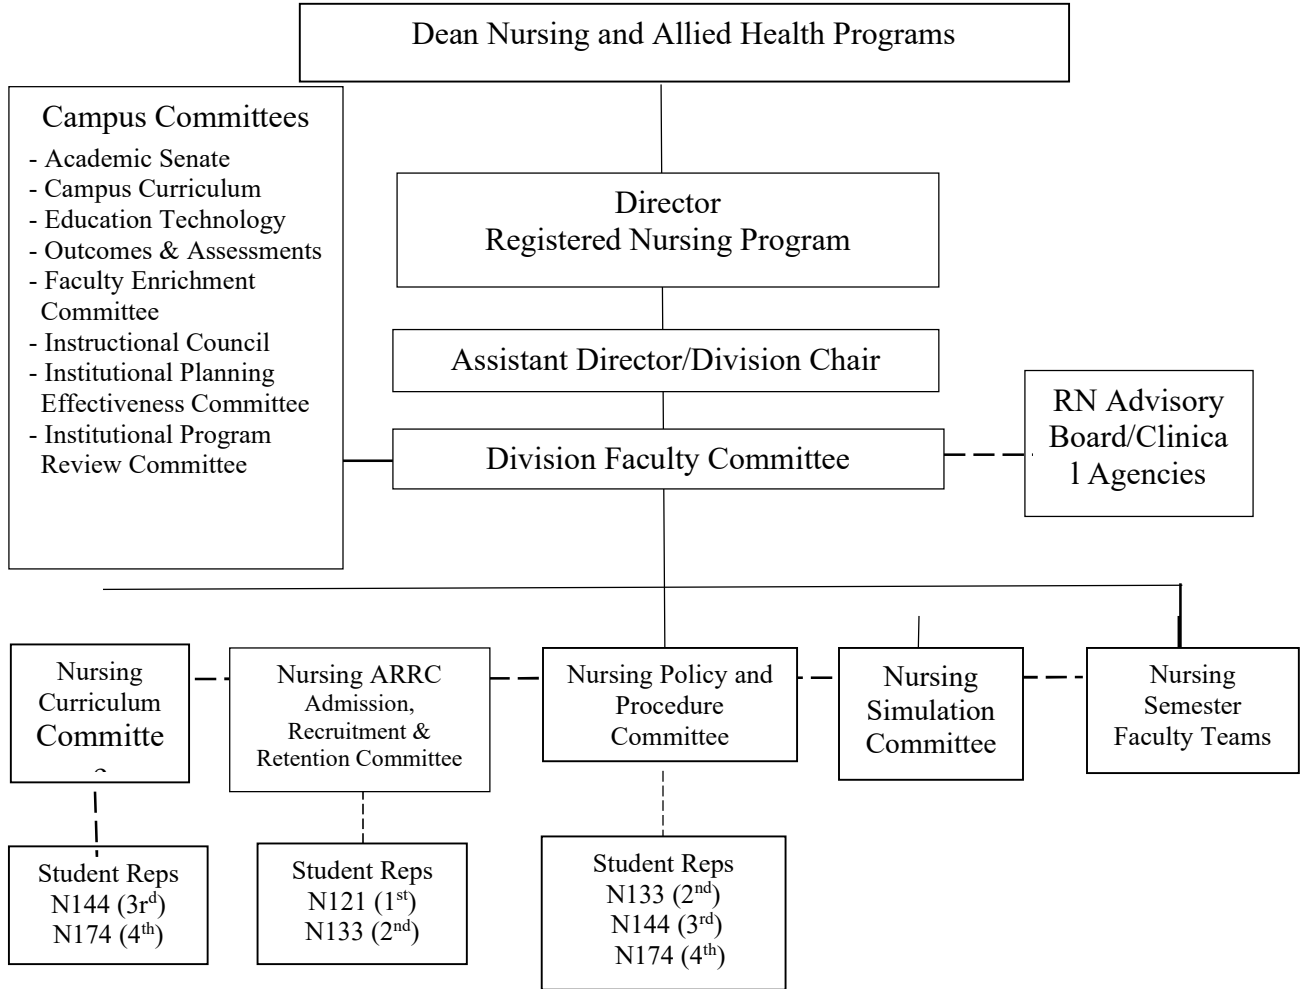 Dean Nursing and Allied Health Programs
Campus Committees
- Academic Senate
- Campus Curriculum
- Education Technology
- Outcomes & Assessments
- Faculty Enrichment
Committee
- Instructional Council
- Institutional Planning
Effectiveness Committee
- Institutional Program
Review Committee
Director
Registered Nursing Program
Assistant Director/Division Chair
Division Faculty Committee
RN Advisory
Board/Clinica
l Agencies
Nursing
Curriculum
Committe
Nursing ARRC
Admission,
Recruitment &
Retention Committee
Nursing Policy and
Procedure
Committee
Nursing
Simulation
Committee
Nursing
Semester
Faculty Teams
Student Reps
N144 (3rd)
N174 (4th)
Student Reps
N121 (1st)
N133 (2nd)
Student Reps
N133 (2nd)
N144 (3rd)
N174 (4th)